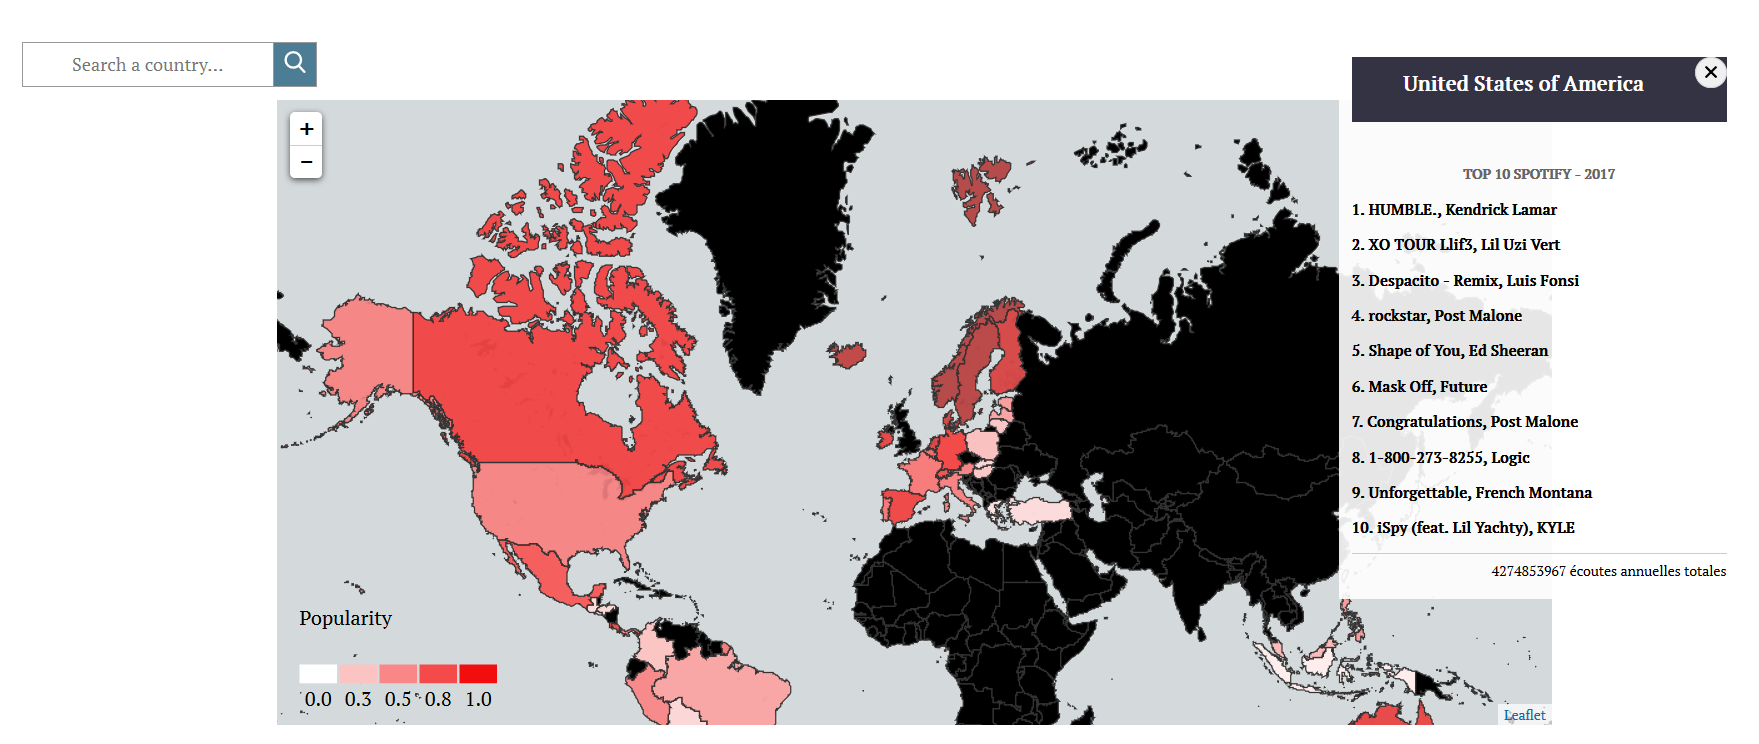 Search a country...
United States of America
+
−
TOP 10 SPOTIFY - 2017
1. HUMBLE., Kendrick Lamar
2. XO TOUR Llif3, Lil Uzi Vert
3. Despacito - Remix, Luis Fonsi
4. rockstar, Post Malone
5. Shape of You, Ed Sheeran
6. Mask Off, Future
7. Congratulations, Post Malone
8. 1-800-273-8255, Logic
9. Unforgettable, French Montana
10. iSpy (feat. Lil Yachty), KYLE
4274853967 écoutes annuelles totales
Popularity
0.0 0.3 0.5 0.8 1.0
Leaflet